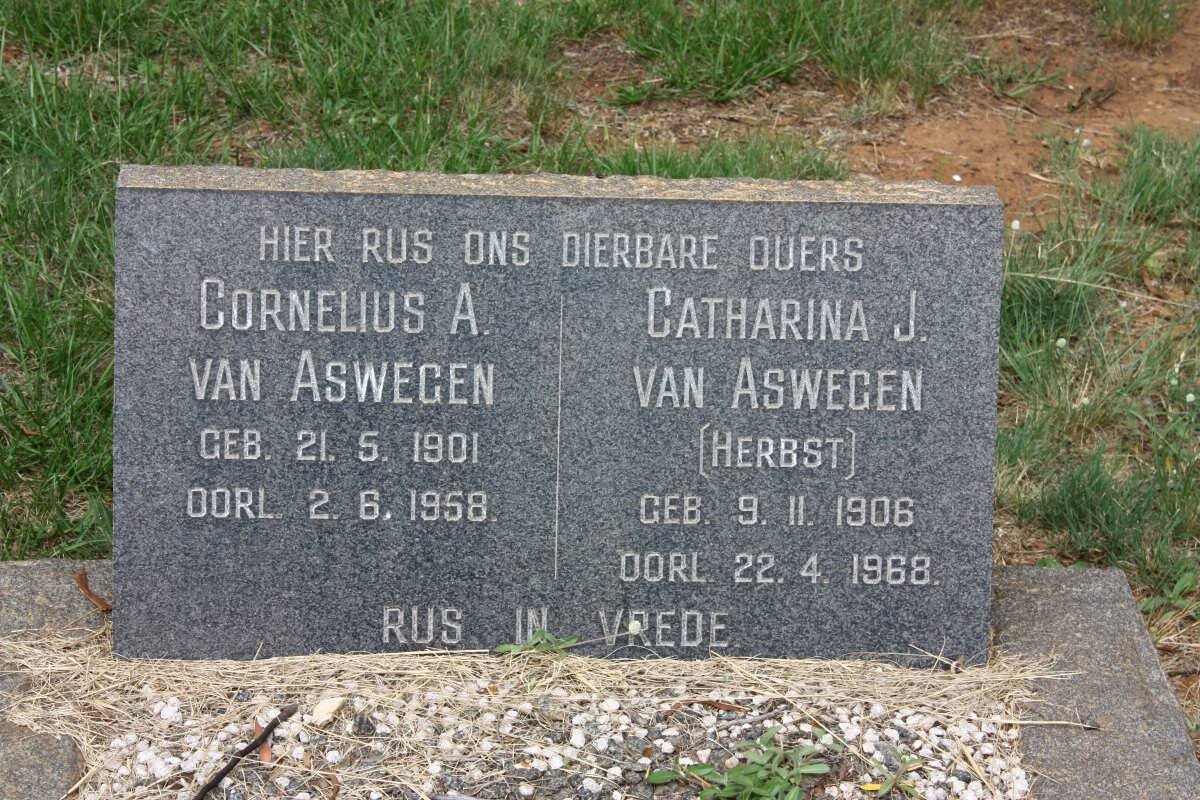 HIER RUS ONS DIERBARE OUERS
CORNELIUS A.
VAN ASWEGEN
GEB. 21. 5. 1901
OORL. 2. 6. 1958.
CATHARINA J.
VAN ASWEGEN
(HERBST)
GEB. 9. 11. 1906
OORL. 22. 4. 1968.
RUS IN VREDE